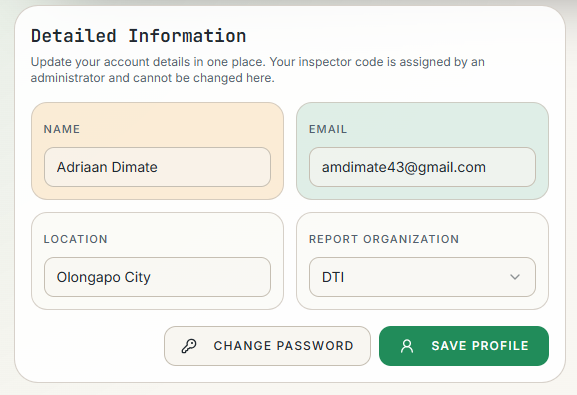 Detailed Information
Update your account details in one place. Your inspector code is assigned by an
administrator and cannot be changed here.
NAME
Adriaan Dimate
EMAIL
amdimate43@gmail.com
LOCATION
Olongapo City
REPORT ORGANIZATION
DTI
CHANGE PASSWORD
SAVE PROFILE